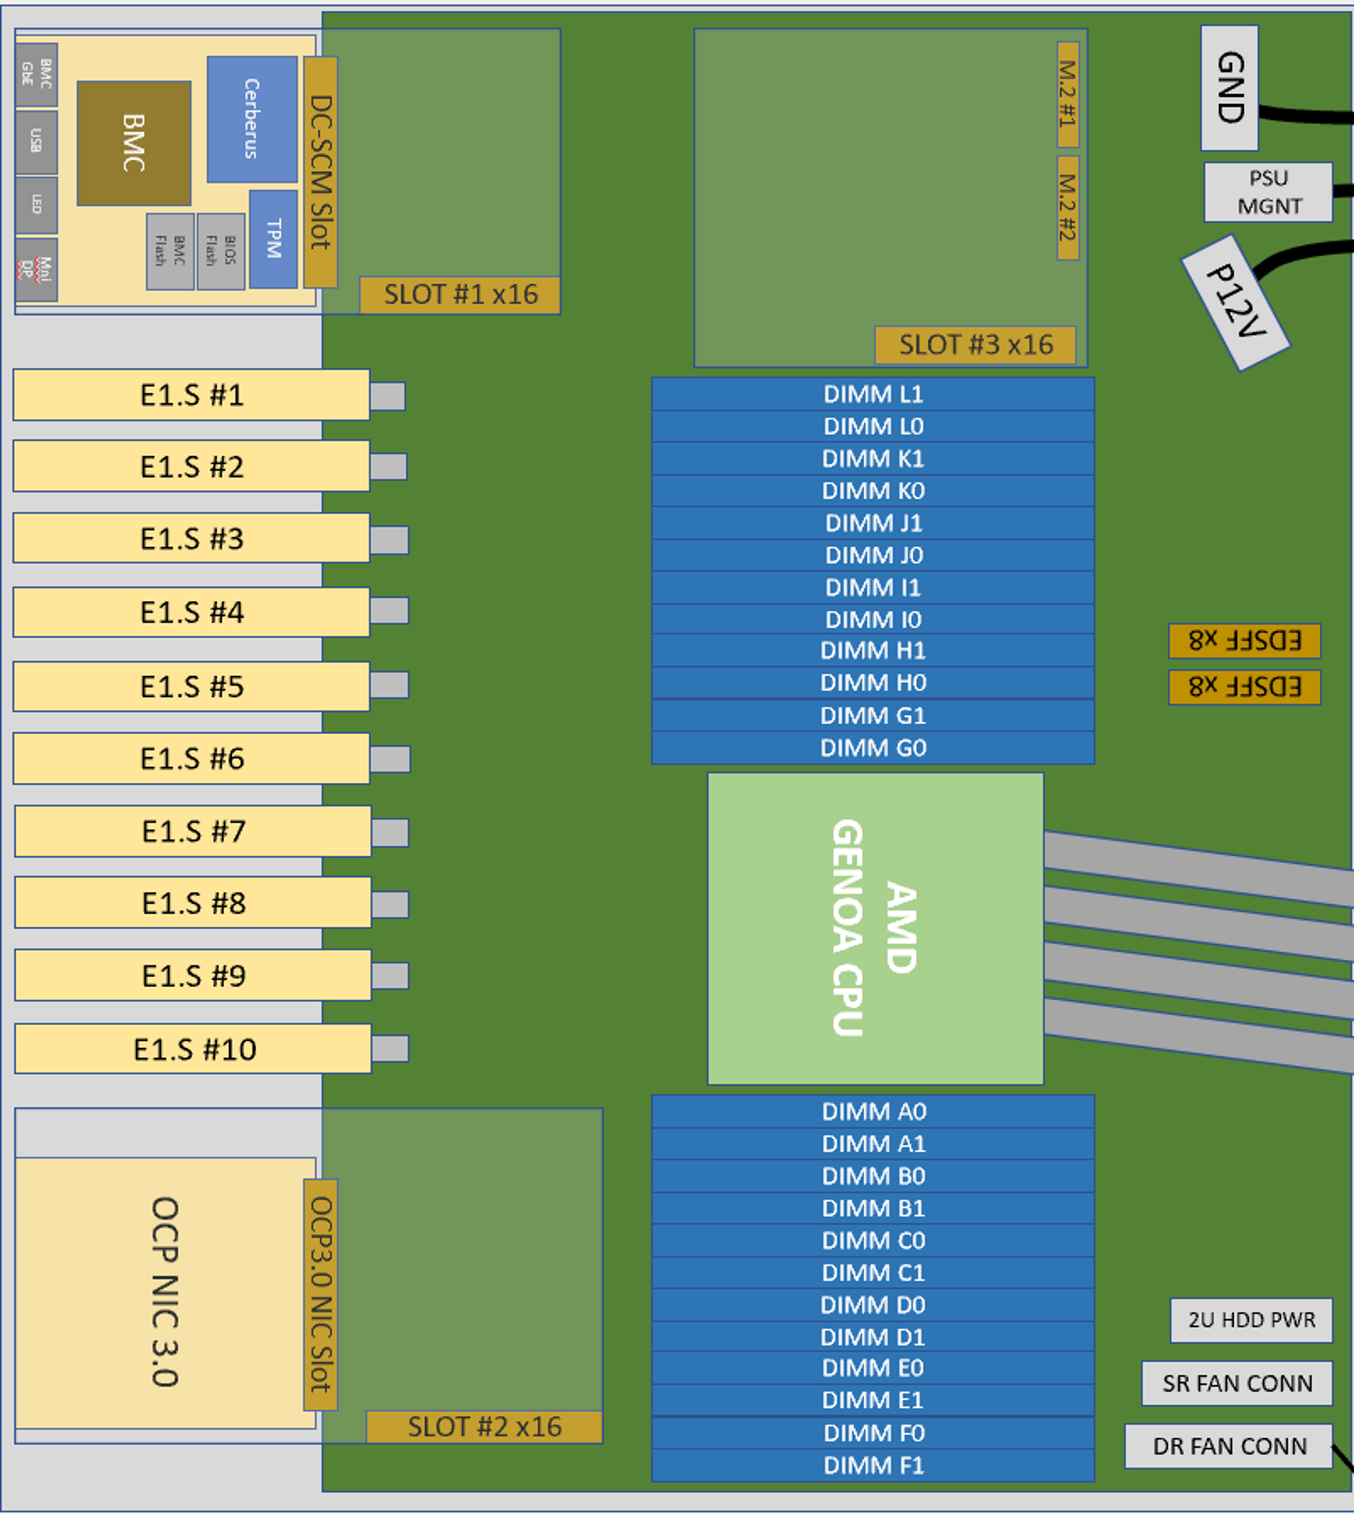 BMC
GbE
USB
LED
Mni
DP
BMC
Cerberus
TPM
BMC
Flash
BIOS
Flash
DC-SCM Slot
SLOT #1 x16
M.2 #1
M.2 #2
SLOT #3 x16
GND
PSU
MGNT
P12V
E1.S #1
E1.S #2
E1.S #3
E1.S #4
E1.S #5
E1.S #6
E1.S #7
E1.S #8
E1.S #9
E1.S #10
DIMM L1
DIMM L0
DIMM K1
DIMM K0
DIMM J1
DIMM J0
DIMM I1
DIMM I0
DIMM H1
DIMM H0
DIMM G1
DIMM G0
EDSFF x8
EDSFF x8
AMD
GENOA CPU
DIMM A0
DIMM A1
DIMM B0
DIMM B1
DIMM C0
DIMM C1
DIMM D0
DIMM D1
DIMM E0
DIMM E1
DIMM F0
DIMM F1
OCP NIC 3.0
OCP3.0 NIC Slot
SLOT #2 x16
2U HDD PWR
SR FAN CONN
DR FAN CONN